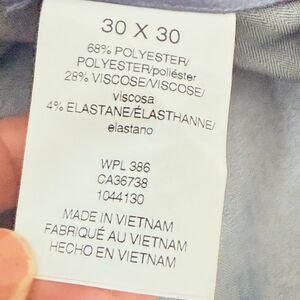 30 X 30
68% POLYESTER/
POLYESTER/poliéster
28% VISCOSE/VISCOSE/
viscosa
4% ELASTANE/ÉLASTHANNE/
elastano
WPL 386
CA36738
1044130
MADE IN VIETNAM
FABRIQUÉ AU VIETNAM
HECHO EN VIETNAM